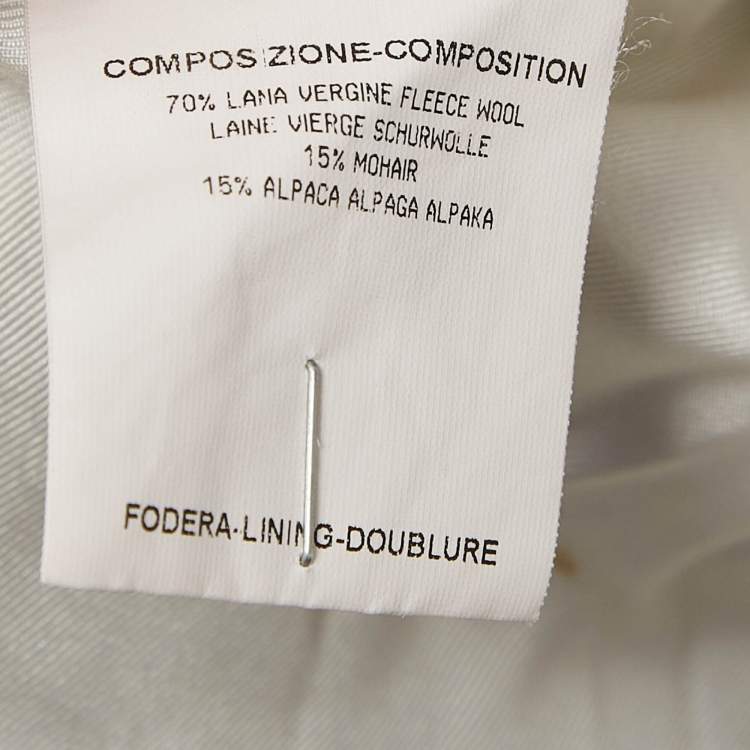 COMPOSIZIONE-COMPOSITION
70% LANA VERGINE FLEECE WOOL
LAINE VIERGE SCHURWOLLE
15% MOHAIR
15% ALPACA ALPAGA ALPAKA
FODERA-LINING-DOUBLURE